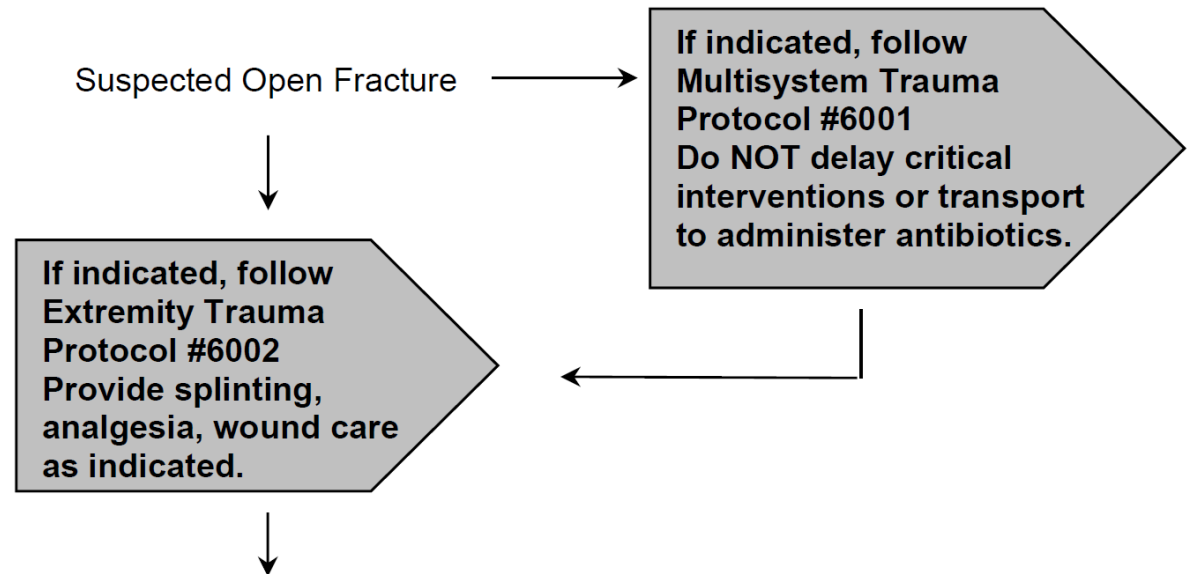 Suspected Open Fracture
If indicated, follow
Multisystem Trauma
Protocol #6001
Do NOT delay critical
interventions or transport
to administer antibiotics.
If indicated, follow
Extremity Trauma
Protocol #6002
Provide splinting,
analgesia, wound care
as indicated.